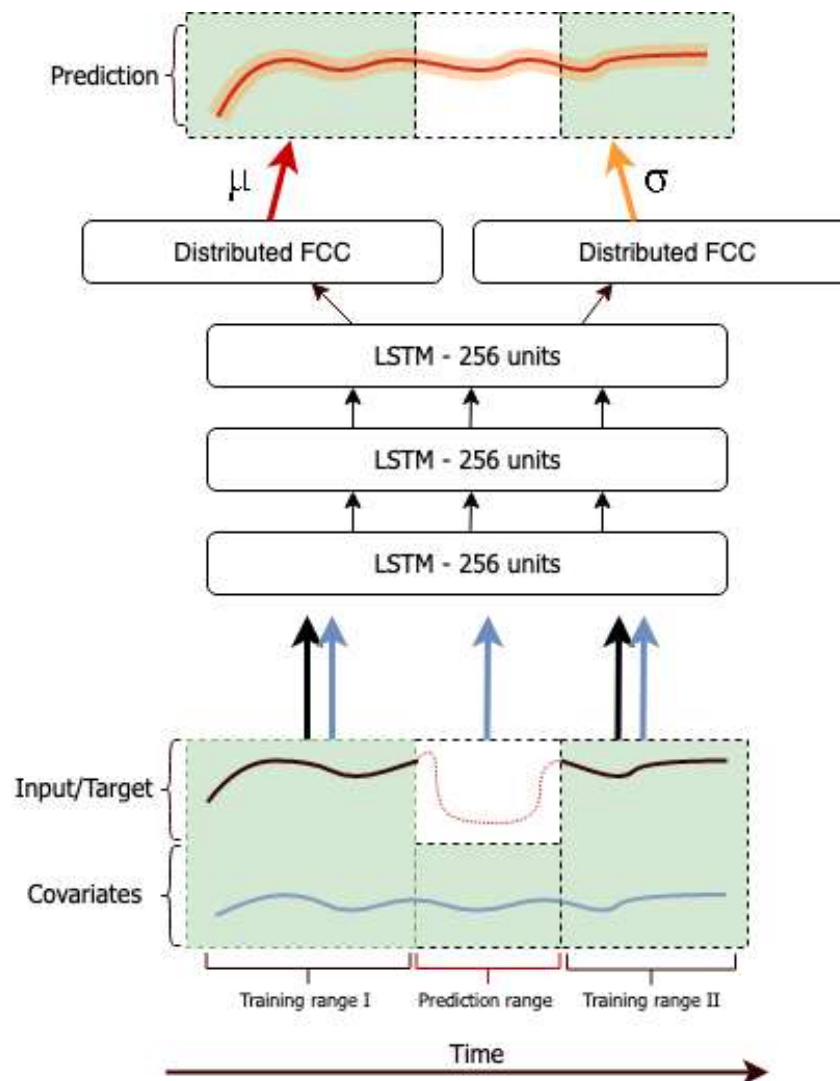 Prediction
μ
σ
Distributed FCC
Distributed FCC
LSTM - 256 units
LSTM - 256 units
LSTM - 256 units
Input/Target
Covariates
Training range I
Prediction range
Training range II
Time